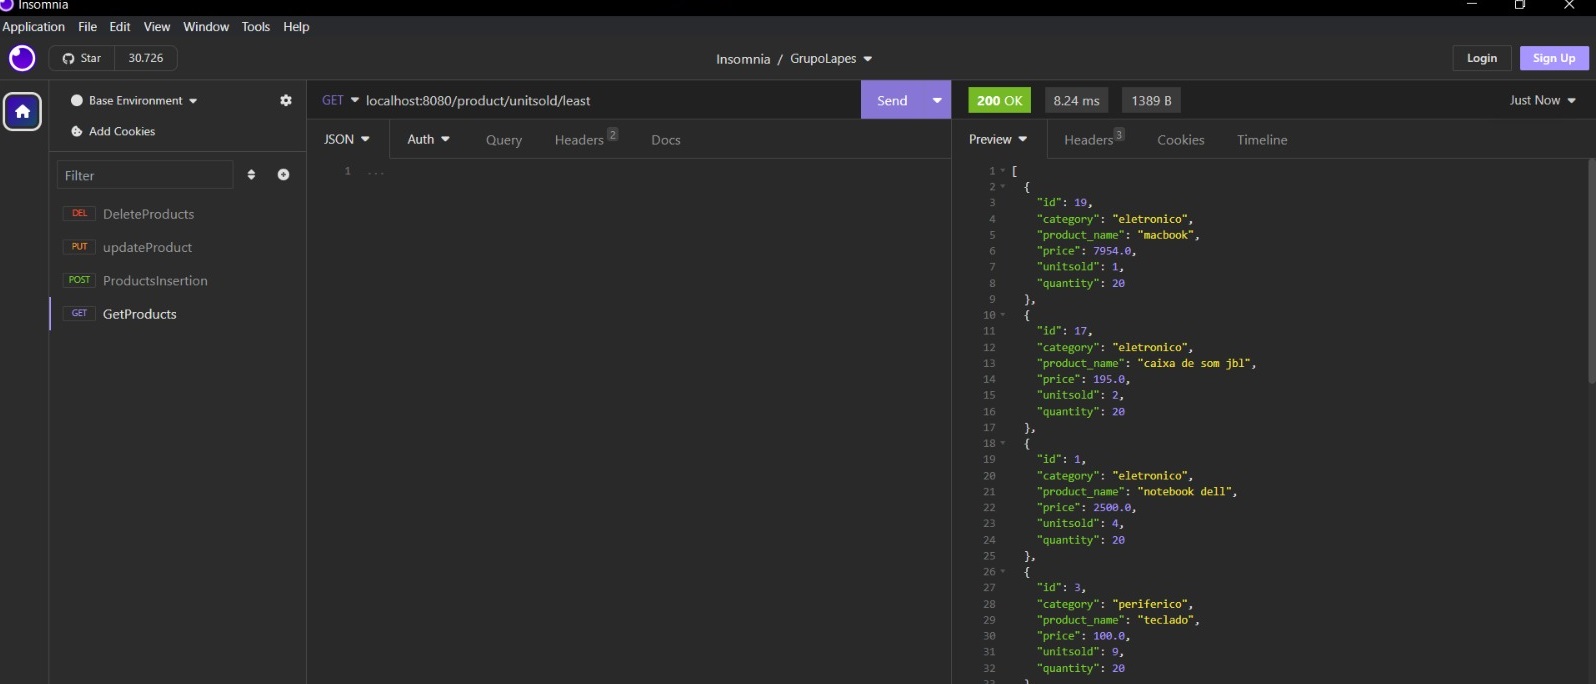 Insomnia
Application File Edit View Window Tools Help
Star 30.726
Insomnia / GrupoLapes
Login Sign Up
Base Environment
Add Cookies
Filter
DEL DeleteProducts
PUT updateProduct
POST ProductsInsertion
GET GetProducts
GET localhost:8080/product/unitsold/least Send
JSON Auth Query Headers 2 Docs
1 ...
200 OK 8.24 ms 1389 B Just Now
Preview Headers 3 Cookies Timeline
1 [
2 {
3 "id": 19,
4 "category": "eletronico",
5 "product_name": "macbook",
6 "price": 7954.0,
7 "unitsold": 1,
8 "quantity": 20
9 },
10 {
11 "id": 17,
12 "category": "eletronico",
13 "product_name": "caixa de som jbl",
14 "price": 195.0,
15 "unitsold": 2,
16 "quantity": 20
17 },
18 {
19 "id": 1,
20 "category": "eletronico",
21 "product_name": "notebook dell",
22 "price": 2500.0,
23 "unitsold": 4,
24 "quantity": 20
25 },
26 {
27 "id": 3,
28 "category": "periferico",
29 "product_name": "teclado",
30 "price": 100.0,
31 "unitsold": 9,
32 "quantity": 20